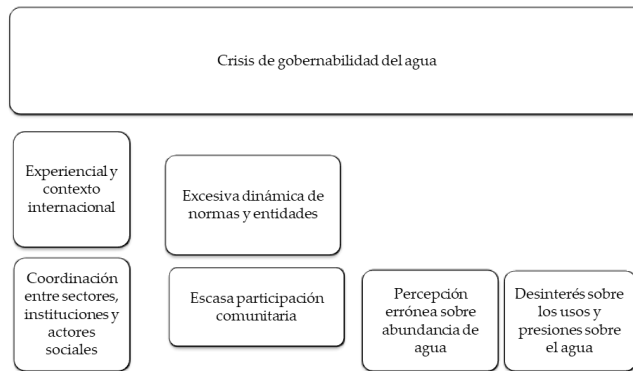 Crisis de gobernabilidad del agua
Experiencial y
contexto
internacional
Excesiva dinámica de
normas y entidades
Coordinación
entre sectores,
instituciones y
actores
sociales
Escasa participación
comunitaria
Percepción
errónea sobre
abundancia de
agua
Desinterés sobre
los usos y
presiones sobre
el agua